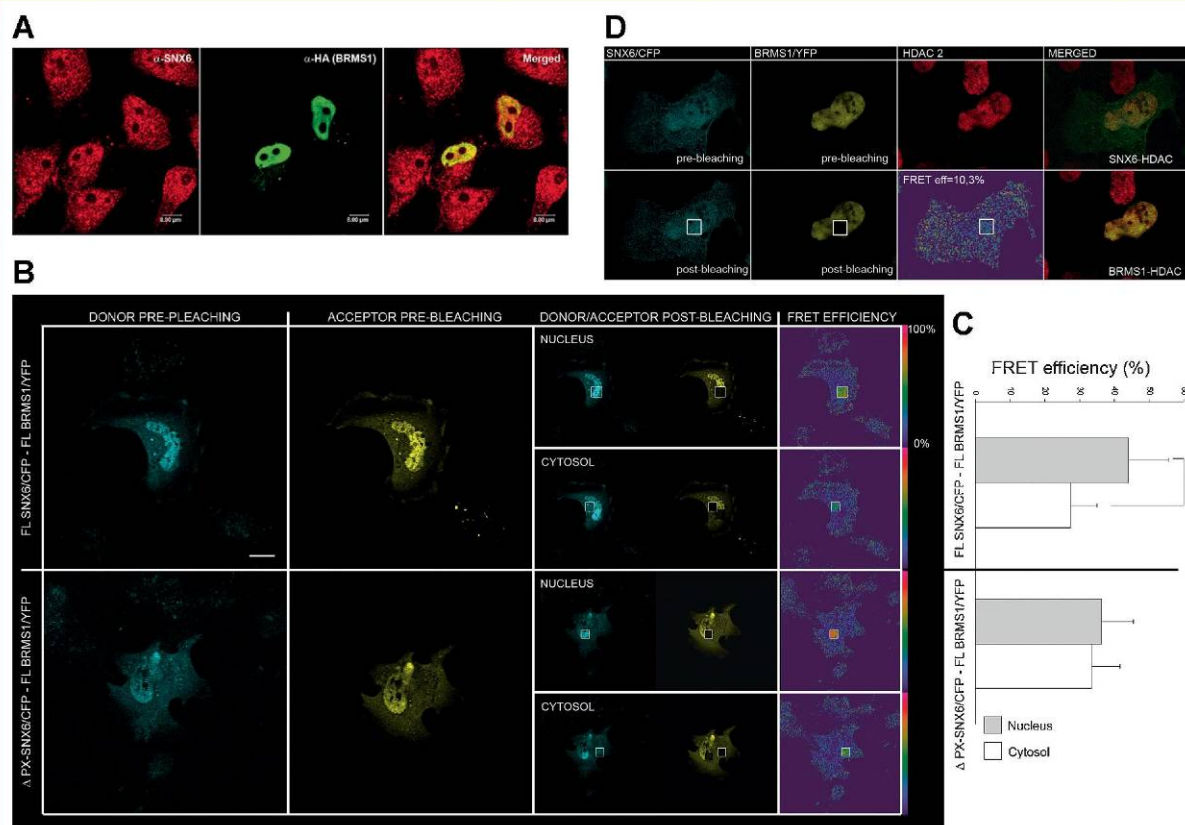 A
α-SNX6
α-HA (BRMS1)
Merged
8.00 µm
8.00 µm
8.00 µm
D
SNX6/CFP
BRMS1/YFP
HDAC 2
MERGED
pre-bleaching
pre-bleaching
SNX6-HDAC
FRET eff=10,3%
post-bleaching
post-bleaching
BRMS1-HDAC
B
DONOR PRE-PLEACHING
ACCEPTOR PRE-BLEACHING
DONOR/ACCEPTOR POST-BLEACHING
FRET EFFICIENCY
FL SNX6/CFP - FL BRMS1/YFP
NUCLEUS
100%
0%
CYTOSOL
Δ PX-SNX6/CFP - FL BRMS1/YFP
NUCLEUS
CYTOSOL
C
FRET efficiency (%)
0
10
20
30
40
FL SNX6/CFP - FL BRMS1/YFP
Δ PX-SNX6/CFP - FL BRMS1/YFP
Nucleus
Cytosol